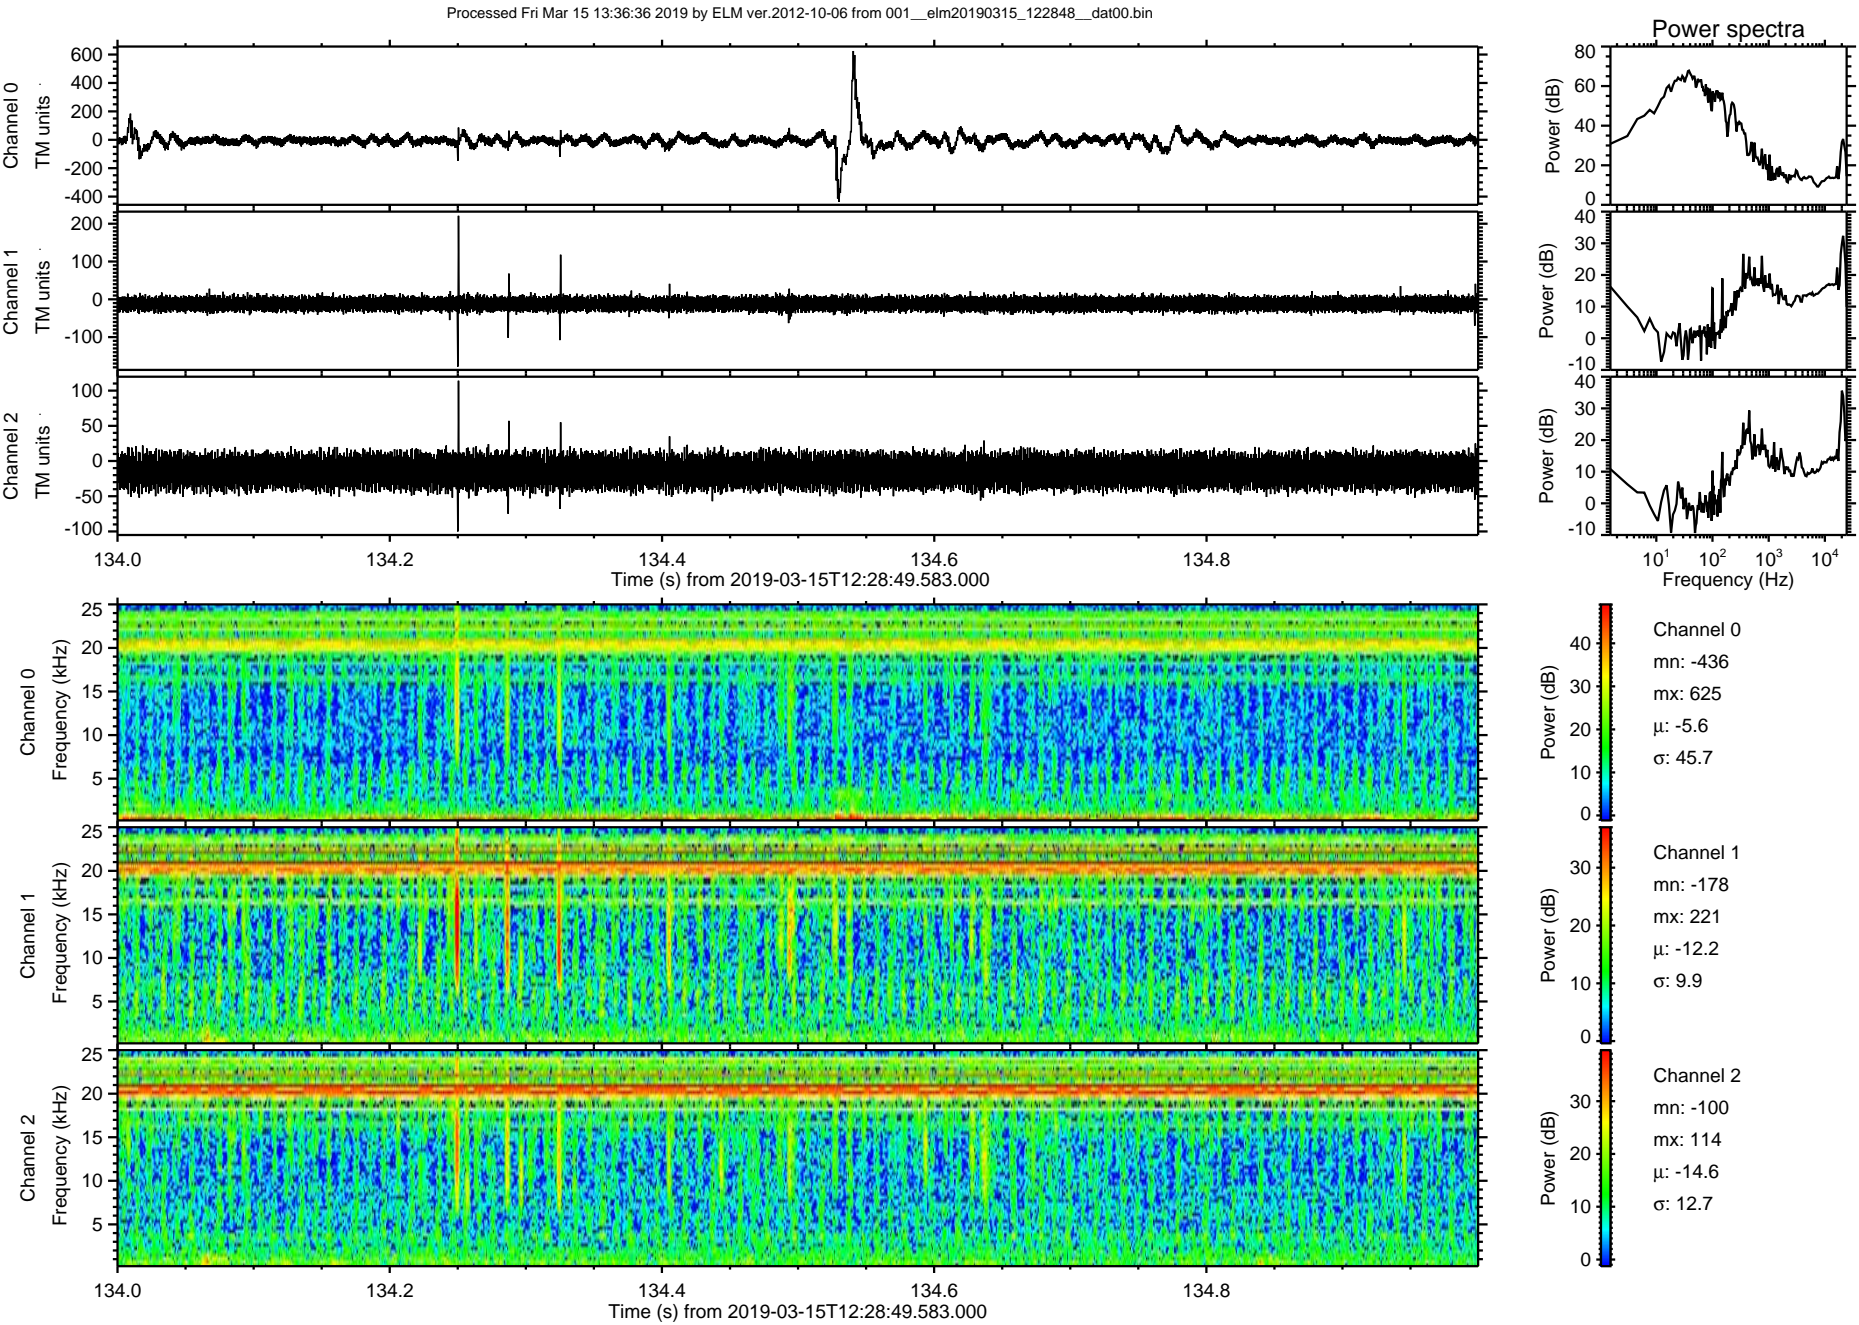 Processed Fri Mar 15 13:36:36 2019 by ELM ver.2012-10-06 from 001__elm20190315_122848__dat00.bin
Power spectra
Channel 0
TM units
600
400
200
0
-200
-400
Power (dB)
80
60
40
20
0
Channel 1
TM units
200
100
0
-100
Power (dB)
40
30
20
10
0
-10
Channel 2
TM units
100
50
0
-50
-100
Power (dB)
40
30
20
10
0
-10
134.0 134.2 134.4 134.6 134.8
Time (s) from 2019-03-15T12:28:49.583.000
10¹ 10² 10³ 10⁴
Frequency (Hz)
Channel 0
Frequency (kHz)
25
20
15
10
5
Power (dB)
40
30
20
10
0
Channel 0
mn: -436
mx: 625
μ: -5.6
σ: 45.7
Channel 1
Frequency (kHz)
25
20
15
10
5
Power (dB)
30
20
10
0
Channel 1
mn: -178
mx: 221
μ: -12.2
σ: 9.9
Channel 2
Frequency (kHz)
25
20
15
10
5
Power (dB)
30
20
10
0
Channel 2
mn: -100
mx: 114
μ: -14.6
σ: 12.7
134.0 134.2 134.4 134.6 134.8
Time (s) from 2019-03-15T12:28:49.583.000